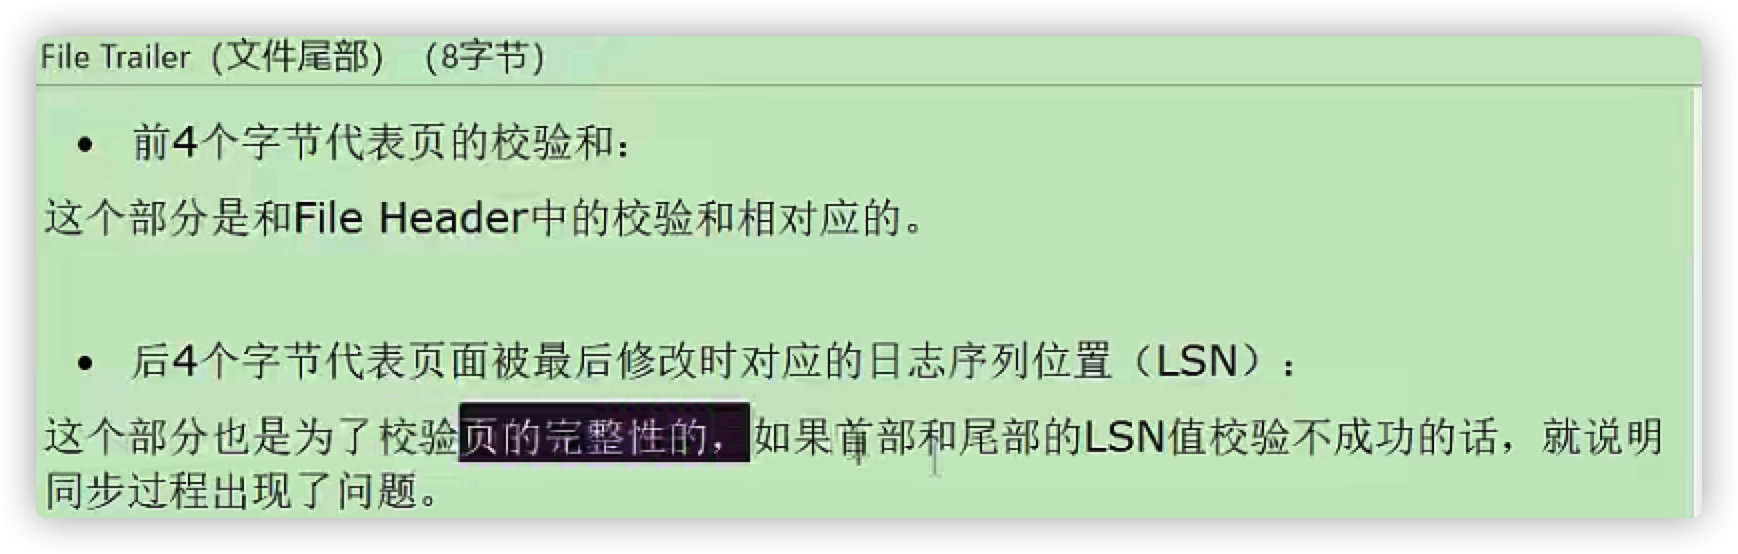 File Trailer（文件尾部）（8字节）
• 前4个字节代表页的校验和：
这个部分是和File Header中的校验和相对应的。
• 后4个字节代表页面被最后修改时对应的日志序列位置（LSN）：
这个部分也是为了校验页的完整性的，如果首部和尾部的LSN值校验不成功的话，就说明
同步过程出现了问题。